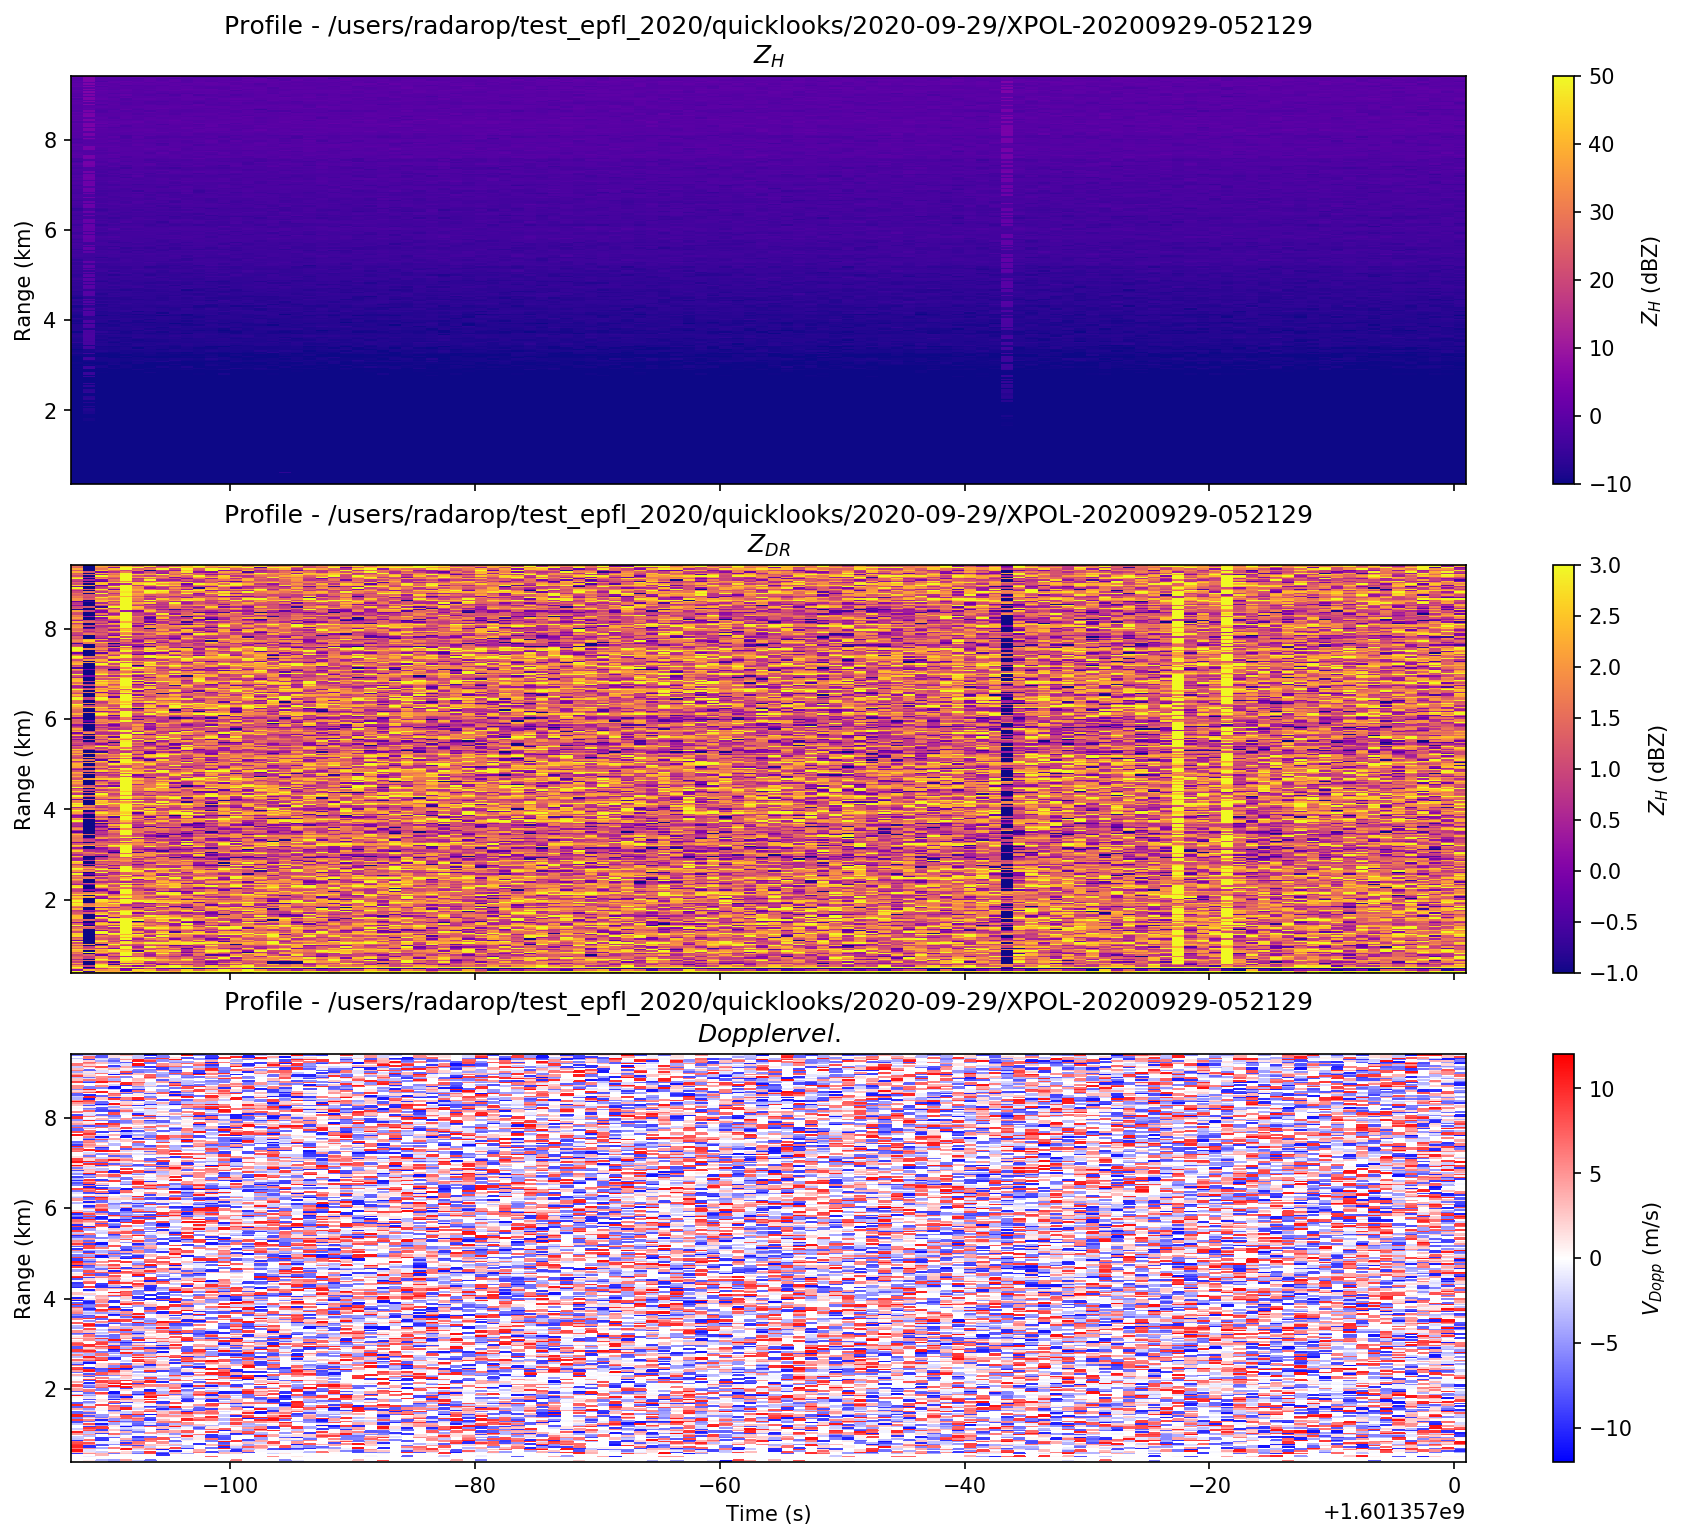 Profile - /users/radarop/test_epfl_2020/quicklooks/2020-09-29/XPOL-20200929-052129
Z_H
8
6
4
2
Range (km)
50
40
30
20
10
0
−10
Z_H (dBZ)
Profile - /users/radarop/test_epfl_2020/quicklooks/2020-09-29/XPOL-20200929-052129
Z_DR
8
6
4
2
Range (km)
3.0
2.5
2.0
1.5
1.0
0.5
0.0
−0.5
−1.0
Z_H (dBZ)
Profile - /users/radarop/test_epfl_2020/quicklooks/2020-09-29/XPOL-20200929-052129
Dopplervel.
8
6
4
2
Range (km)
−100 −80 −60 −40 −20 0
Time (s)
+1.601357e9
10
5
0
−5
−10
V_Dopp (m/s)